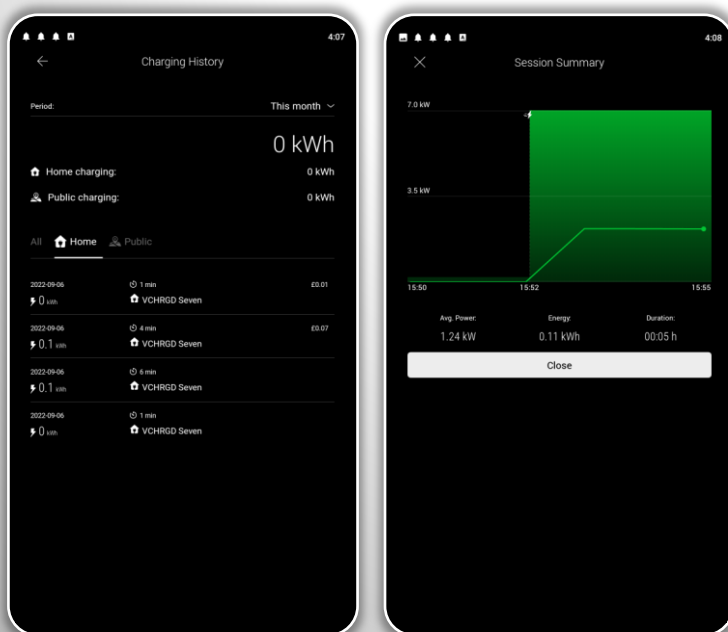 4:07
Charging History
Period: This month
0 kWh
Home charging: 0 kWh
Public charging: 0 kWh
All Home Public
2022-09-06 1 min £0.01
0 kWh VCHRGD Seven
2022-09-06 4 min £0.07
0.1 kWh VCHRGD Seven
2022-09-06 6 min
0.1 kWh VCHRGD Seven
2022-09-06 1 min
0 kWh VCHRGD Seven
4:08
Session Summary
7.0 kW
3.5 kW
15:50 15:52 15:55
Avg. Power: Energy: Duration:
1.24 kW 0.11 kWh 00:05 h
Close